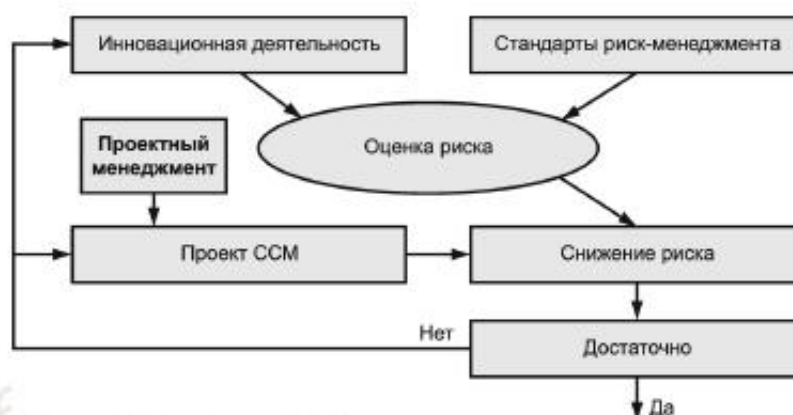 Инновационная деятельность
Стандарты риск-менеджмента
Оценка риска
Проектный
менеджмент
Проект ССМ
Снижение риска
Нет
Достаточно
Да